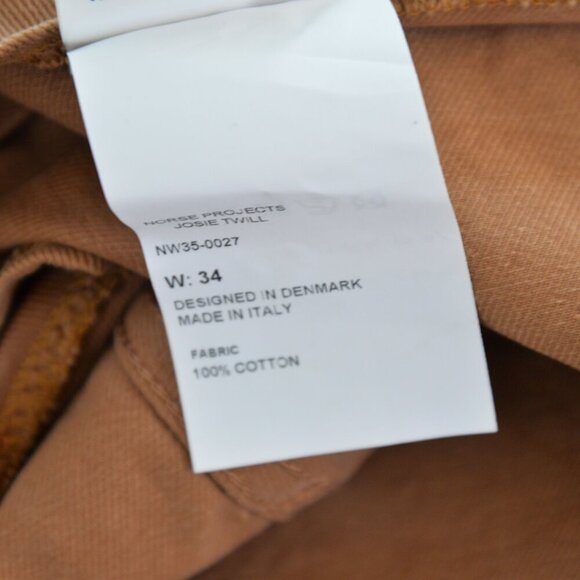 NORSE PROJECTS
JOSIE TWILL
NW35-0027
W: 34
DESIGNED IN DENMARK
MADE IN ITALY
FABRIC
100% COTTON